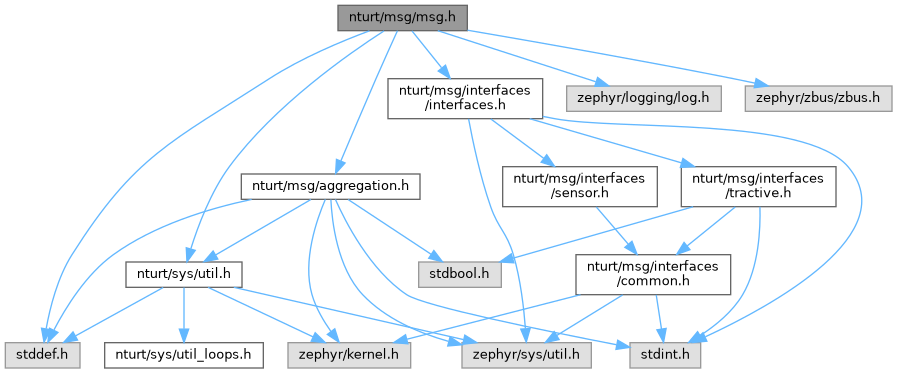 nturt/msg/msg.h
nturt/msg/interfaces
/interfaces.h
zephyr/logging/log.h
zephyr/zbus/zbus.h
nturt/msg/aggregation.h
nturt/msg/interfaces
/sensor.h
nturt/msg/interfaces
/tractive.h
nturt/sys/util.h
stdbool.h
nturt/msg/interfaces
/common.h
stddef.h
nturt/sys/util_loops.h
zephyr/kernel.h
zephyr/sys/util.h
stdint.h